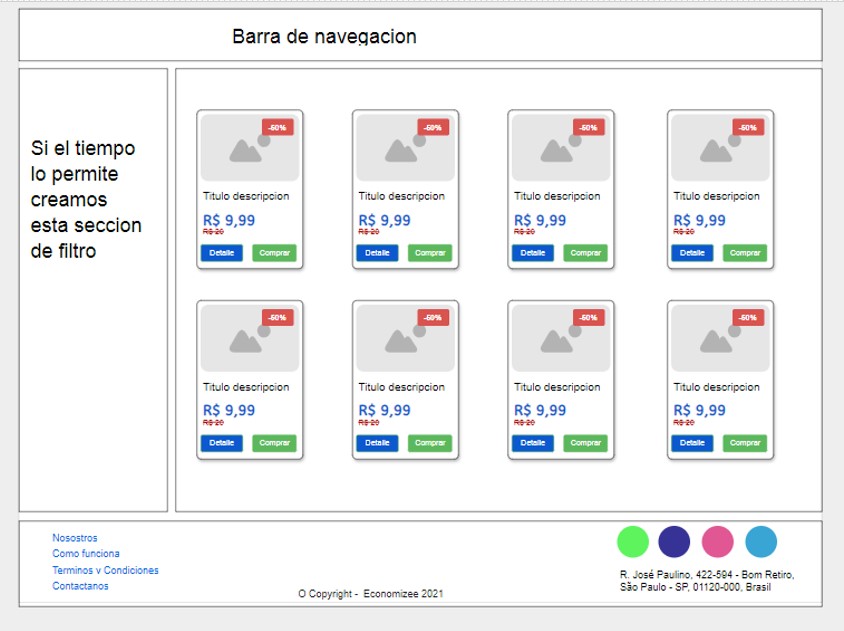 Barra de navegacion
Si el tiempo
lo permite
creamos
esta seccion
de filtro
-50% -50% -50% -50%
Titulo descripcion Titulo descripcion Titulo descripcion Titulo descripcion
R$ 9,99 R$ 9,99 R$ 9,99 R$ 9,99
R$ 20 R$ 20 R$ 20 R$ 20
Detalle Comprar Detalle Comprar Detalle Comprar Detalle Comprar
-50% -50% -50% -50%
Titulo descripcion Titulo descripcion Titulo descripcion Titulo descripcion
R$ 9,99 R$ 9,99 R$ 9,99 R$ 9,99
R$ 20 R$ 20 R$ 20 R$ 20
Detalle Comprar Detalle Comprar Detalle Comprar Detalle Comprar
Nosostros
Como funciona
Terminos v Condiciones
Contactanos
O Copyright - Economizee 2021
R. José Paulino, 422-594 - Bom Retiro,
São Paulo - SP, 01120-000, Brasil